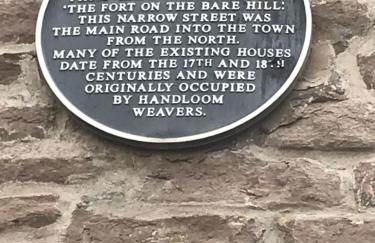 'THE FORT ON THE BARE HILL'.
THIS NARROW STREET WAS
THE MAIN ROAD INTO THE TOWN
FROM THE NORTH.
MANY OF THE EXISTING HOUSES
DATE FROM THE 17TH AND 18TH
CENTURIES AND WERE
ORIGINALLY OCCUPIED
BY HANDLOOM
WEAVERS.